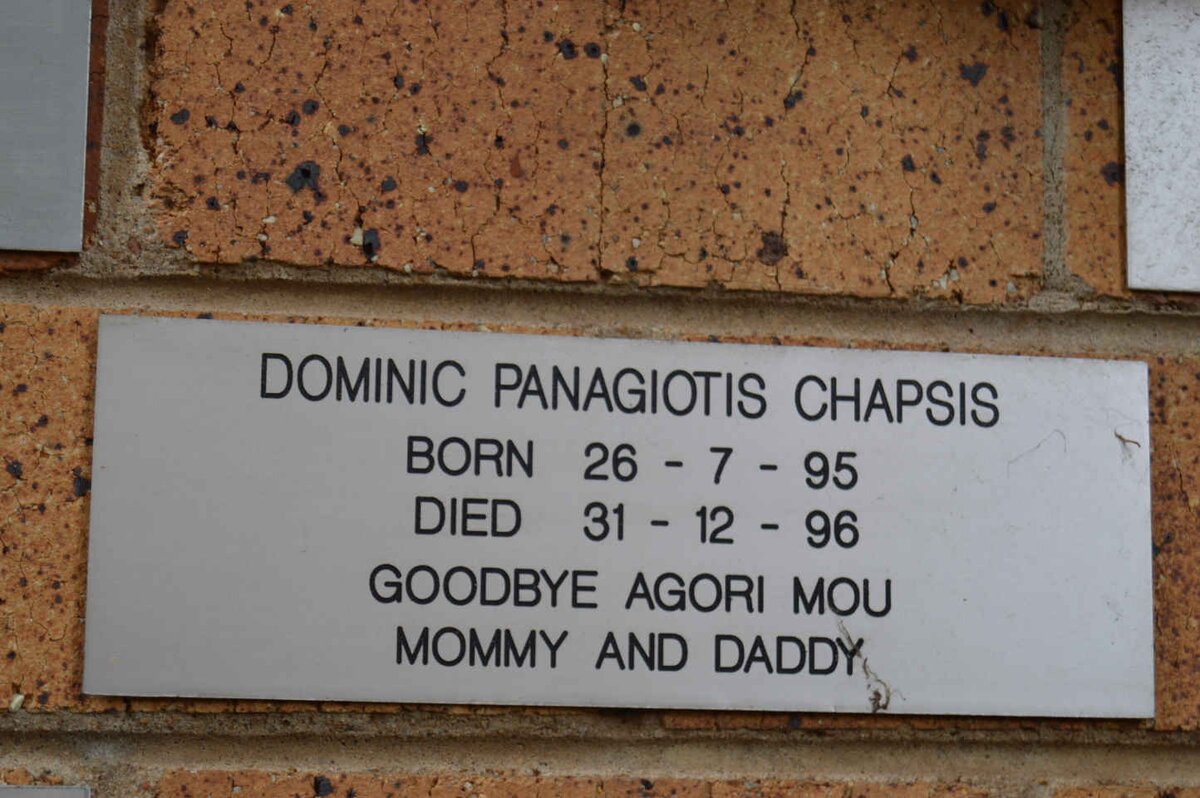 DOMINIC PANAGIOTIS CHAPSIS
BORN 26 - 7 - 95
DIED 31 - 12 - 96
GOODBYE AGORI MOU
MOMMY AND DADDY